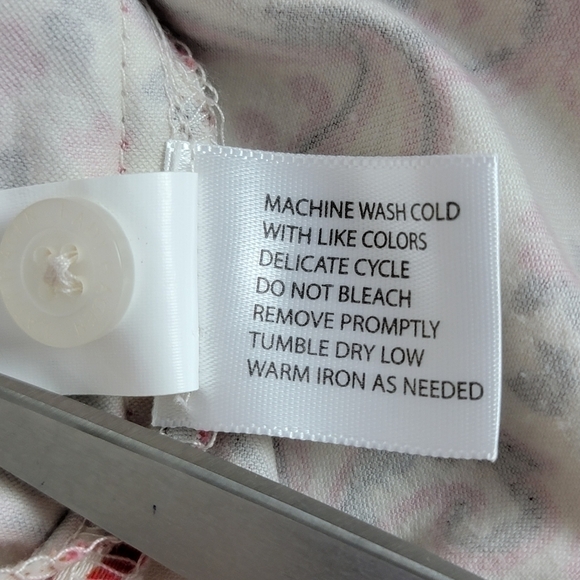 MACHINE WASH COLD
WITH LIKE COLORS
DELICATE CYCLE
DO NOT BLEACH
REMOVE PROMPTLY
TUMBLE DRY LOW
WARM IRON AS NEEDED